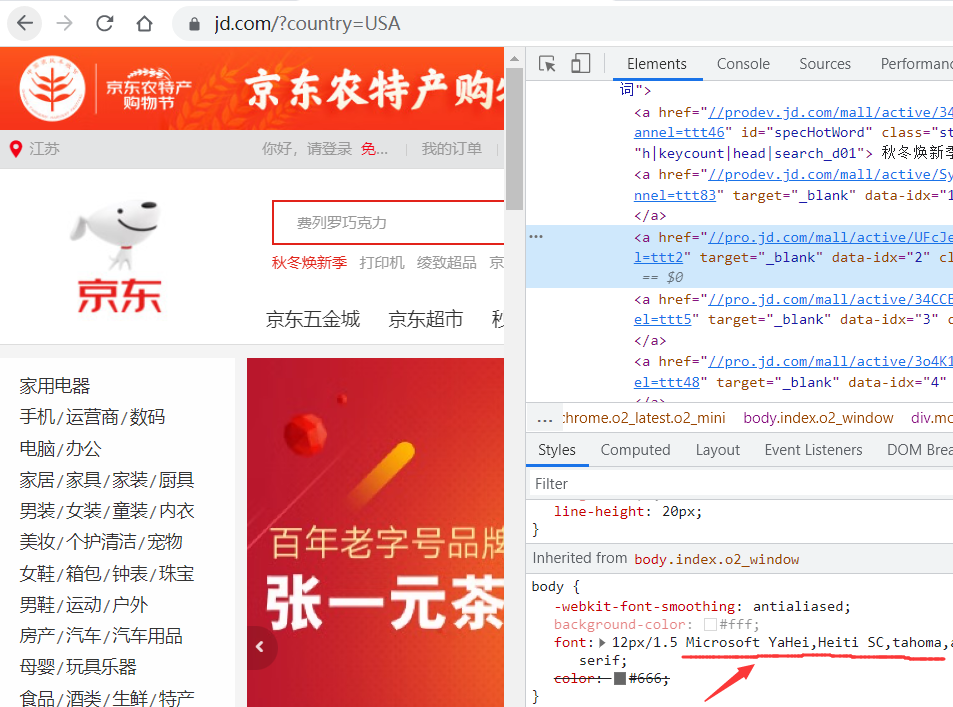 jd.com/?country=USA
京东农特产
购物节
京东农特产购物
江苏
你好，请登录 免...
我的订单
费列罗巧克力
秋冬焕新季 打印机 绫致超品 京
京东
京东五金城 京东超市 秒
家用电器
手机/运营商/数码
电脑/办公
家居/家具/家装/厨具
男装/女装/童装/内衣
美妆/个护清洁/宠物
女鞋/箱包/钟表/珠宝
男鞋/运动/户外
房产/汽车/汽车用品
母婴/玩具乐器
食品/酒类/生鲜/特产
百年老字号品牌
张一元茶
Elements Console Sources Performanc
词">
<a href="//prodev.jd.com/mall/active/34
annel=ttt46" id="specHotWord" class="st
"h|keycount|head|search_d01"> 秋冬焕新季
<a href="//prodev.jd.com/mall/active/Sy
nnel=ttt83" target="_blank" data-idx="1
</a>
<a href="//pro.jd.com/mall/active/UFcJe
l=ttt2" target="_blank" data-idx="2" cl
== $0
<a href="//pro.jd.com/mall/active/34CCE
el=ttt5" target="_blank" data-idx="3" c
</a>
<a href="//pro.jd.com/mall/active/3o4K1
el=ttt48" target="_blank" data-idx="4"
</a>
... :hrome.o2_latest.o2_mini body.index.o2_window div.mo
Styles Computed Layout Event Listeners DOM Brea
Filter
line-height: 20px;
}
Inherited from body.index.o2_window
body {
-webkit-font-smoothing: antialiased;
background-color: #fff;
font: 12px/1.5 Microsoft YaHei,Heiti SC,tahoma,a
serif;
color: #666;
}